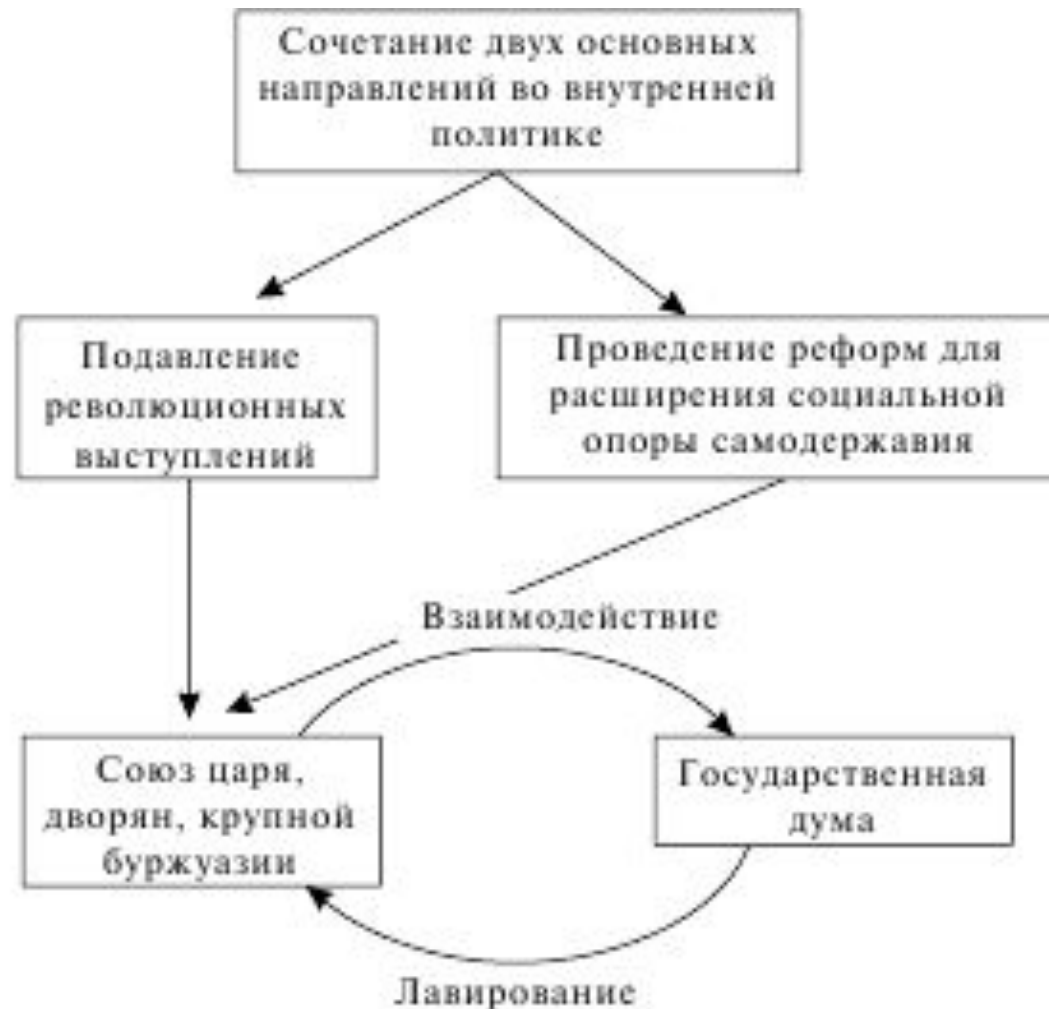 Сочетание двух основных
направлений во внутренней
политике
Подавление
революционных
выступлений
Проведение реформ для
расширения социальной
опоры самодержавия
Взаимодействие
Союз царя,
дворян, крупной
буржуазии
Государственная
дума
Лавирование